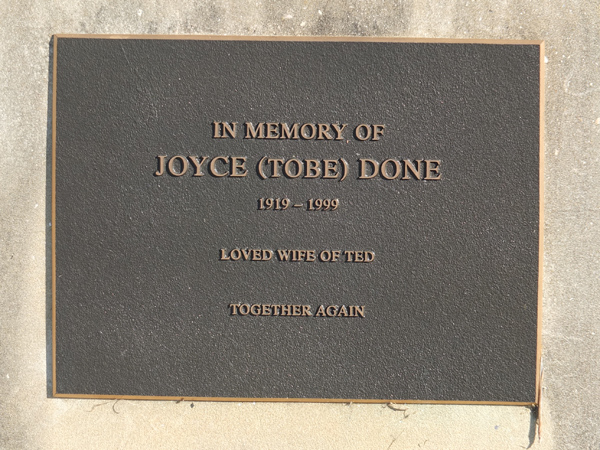 IN MEMORY OF
JOYCE (TOBE) DONE
1919 – 1999
LOVED WIFE OF TED
TOGETHER AGAIN